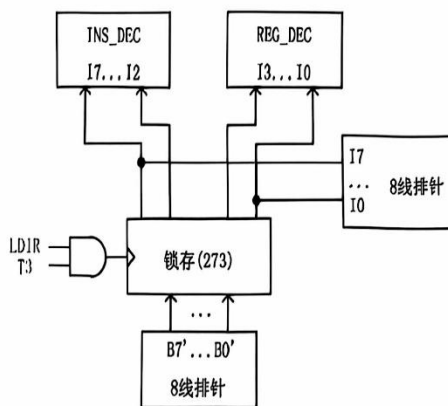 INS_DEC
I7...I2
REG_DEC
I3...I0
I7
...
I0
8线排针
LDIR
T3
锁存(273)
...
B7'...B0'
8线排针